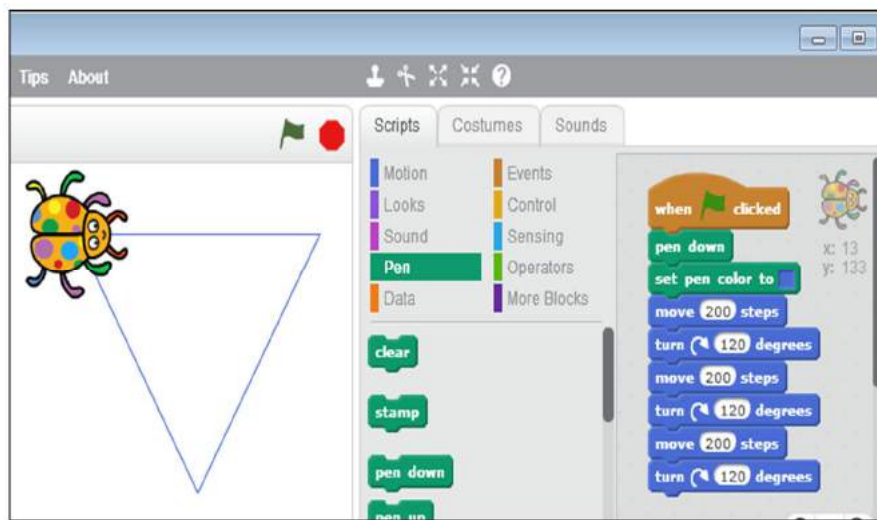 Tips About
Scripts Costumes Sounds
Motion Events
Looks Control
Sound Sensing
Pen Operators
Data More Blocks
clear
stamp
pen down
pen up
when clicked
pen down
set pen color to
move 200 steps
turn 120 degrees
move 200 steps
turn 120 degrees
move 200 steps
turn 120 degrees
x: 13
y: 133